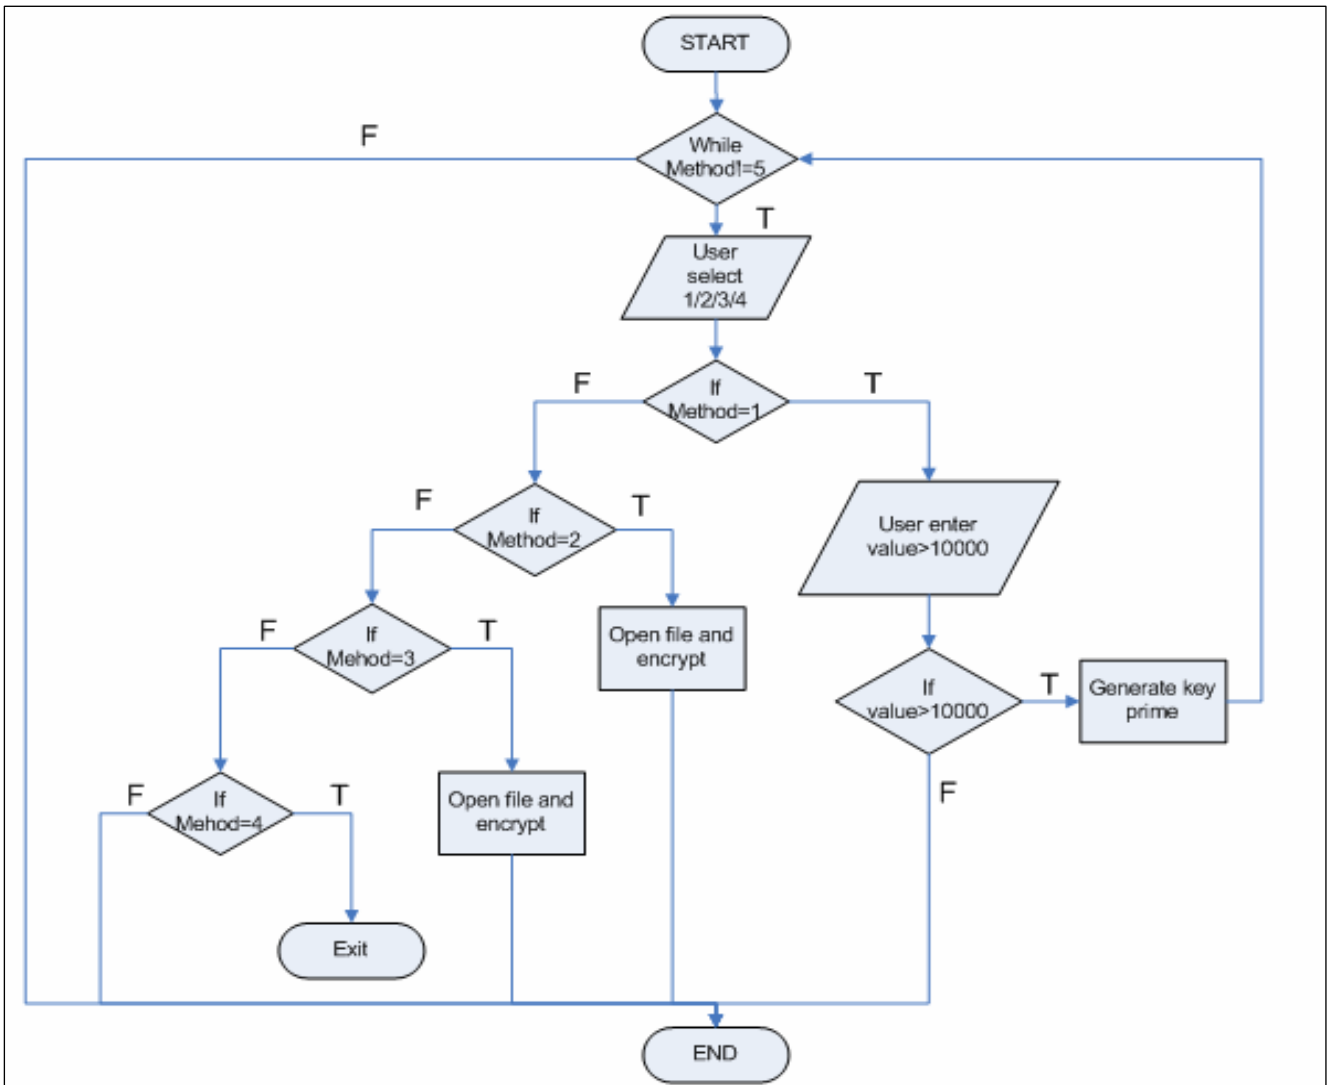 START
F
While
Method!=5
T
User
select
1/2/3/4
F
If
Method=1
T
F
If
Method=2
T
User enter
value>10000
F
If
Mehod=3
T
Open file and
encrypt
If
value>10000
T
Generate key
prime
F
If
Mehod=4
T
Open file and
encrypt
F
Exit
END